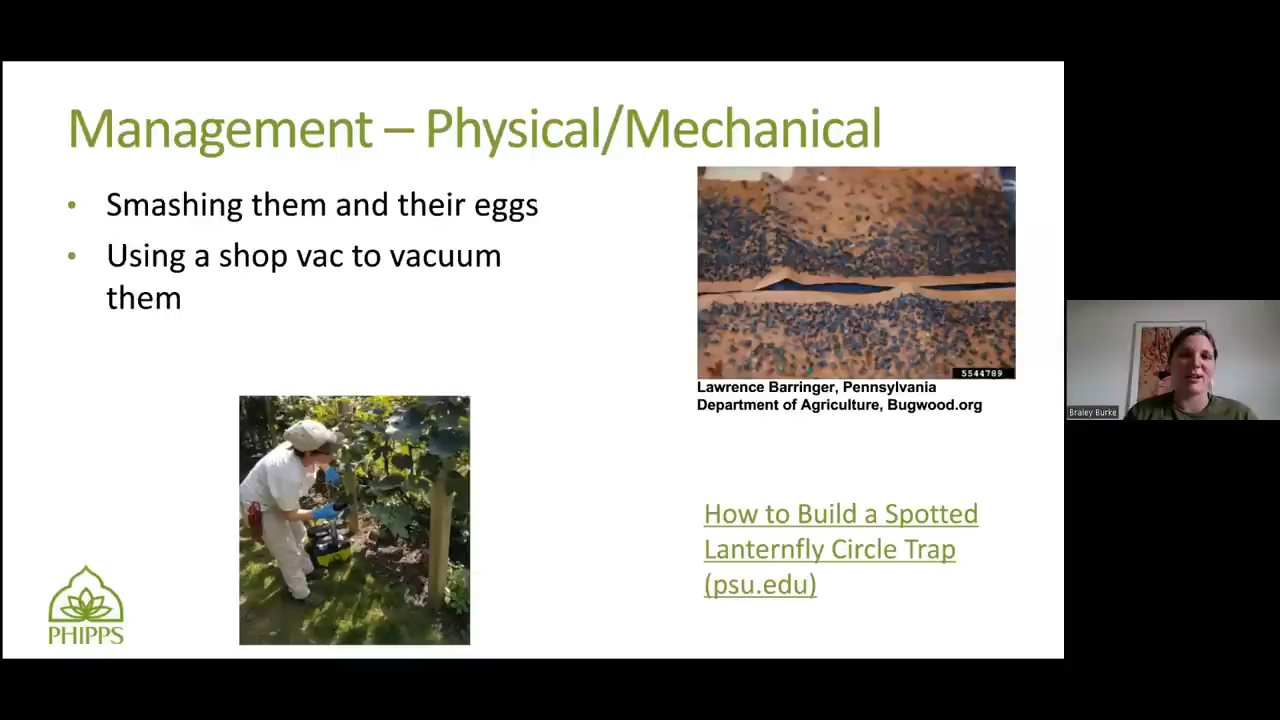 Management – Physical/Mechanical
• Smashing them and their eggs
• Using a shop vac to vacuum
them
5544789
Lawrence Barringer, Pennsylvania
Department of Agriculture, Bugwood.org
How to Build a Spotted
Lanternfly Circle Trap
(psu.edu)
PHIPPS
Braley Burke